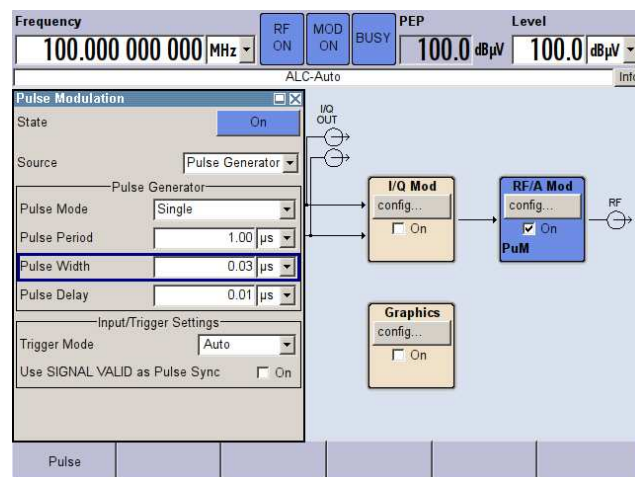 Frequency
100.000 000 000 MHz
RF ON
MOD ON
BUSY
PEP
100.0 dBµV
Level
100.0 dBµV
ALC-Auto
Info
Pulse Modulation
State On
Source Pulse Generator
Pulse Generator
Pulse Mode Single
Pulse Period 1.00 µs
Pulse Width 0.03 µs
Pulse Delay 0.01 µs
Input/Trigger Settings
Trigger Mode Auto
Use SIGNAL VALID as Pulse Sync On
I/Q OUT
I/Q Mod
config...
On
RF/A Mod
config...
On
PuM
RF
Graphics
config...
On
Pulse